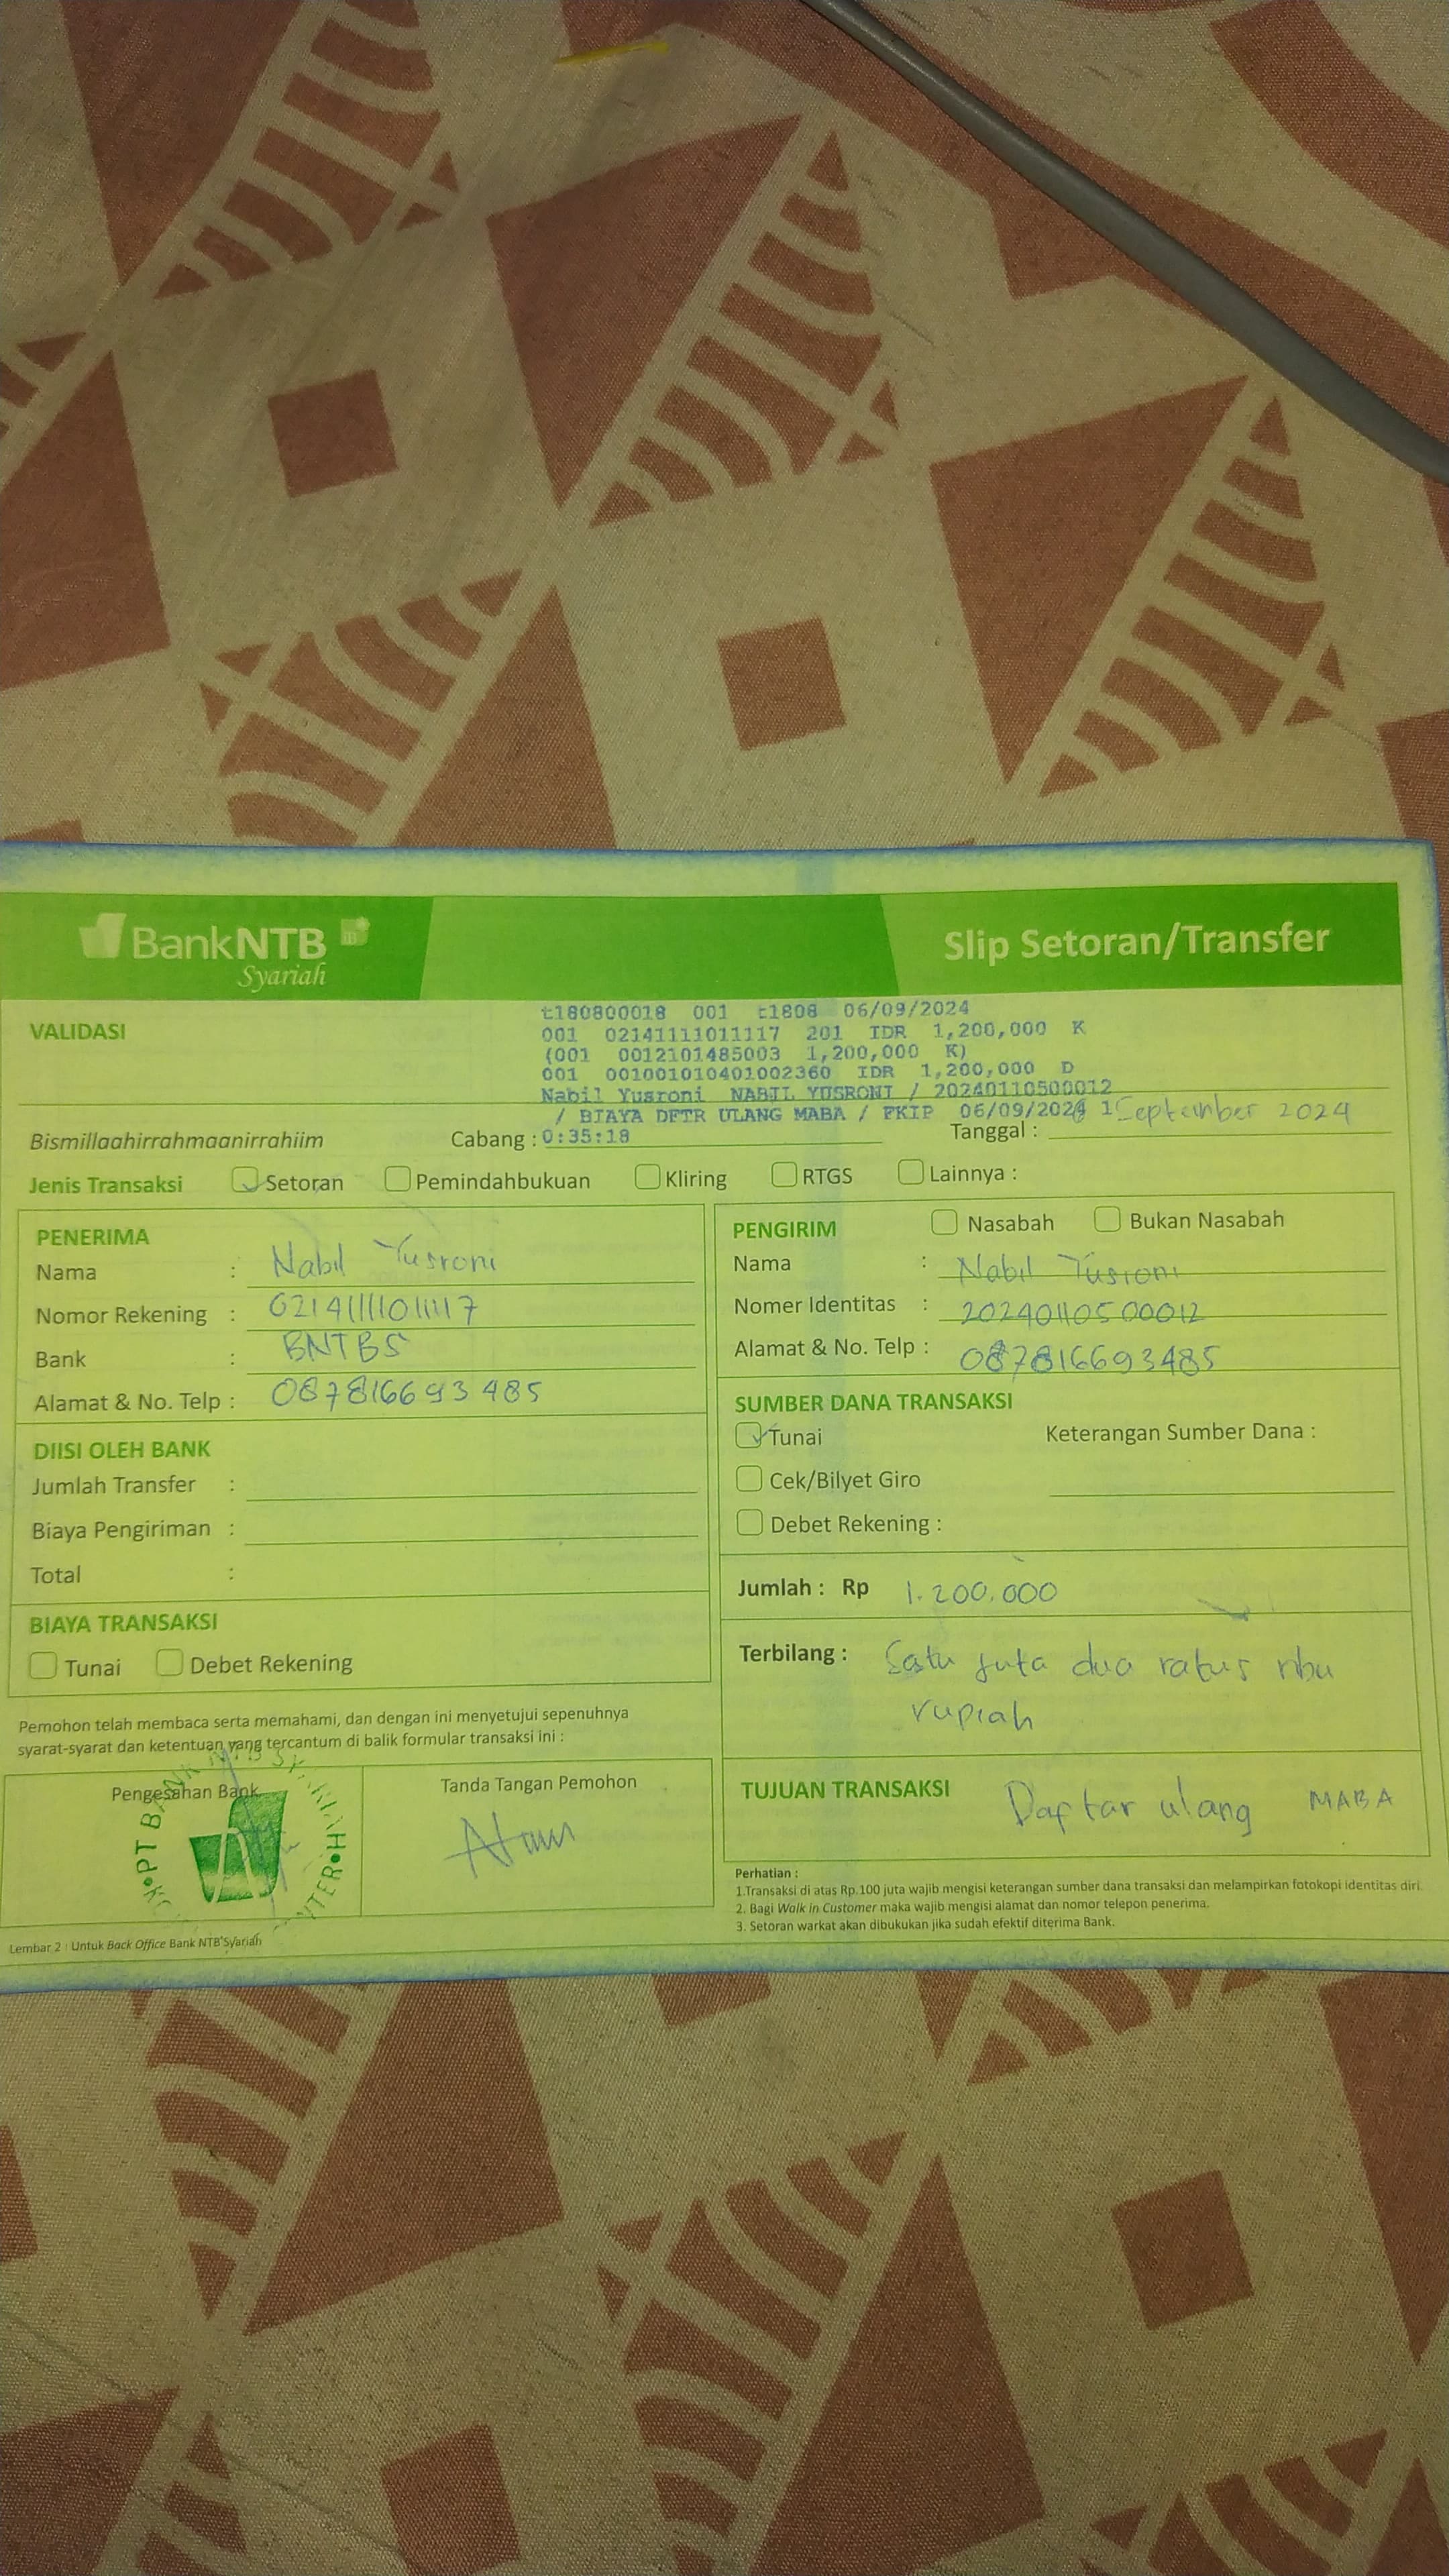 BankNTB
Syariah
Slip Setoran/Transfer
VALIDASI
t180800018 001 t1808 06/09/2024
001 02141111011117 201 IDR 1,200,000 K
(001 0012101485003 1,200,000 K)
001 001001010401002360 IDR 1,200,000 D
Nabil Yusroni NABIL YUSRONI / 20240110500012
/ BIAYA DFTR ULANG MABA / FKIP 06/09/2024 1
Bismillaahirrahmaanirrahiim Cabang : 0:35:18 Tanggal : September 2024
Jenis Transaksi Setoran Pemindahbukuan Kliring RTGS Lainnya :
PENERIMA
Nama : Nabil Yusroni
Nomor Rekening : 02141111011117
Bank : BNTBS
Alamat & No. Telp : 087816693485
DIISI OLEH BANK
Jumlah Transfer :
Biaya Pengiriman :
Total :
BIAYA TRANSAKSI
Tunai Debet Rekening
Pemohon telah membaca serta memahami, dan dengan ini menyetujui sepenuhnya
syarat-syarat dan ketentuan yang tercantum di balik formular transaksi ini :
Pengesahan Bank
Tanda Tangan Pemohon
Lembar 2 : Untuk Back Office Bank NTB Syariah
PENGIRIM Nasabah Bukan Nasabah
Nama : Nabil Yusroni
Nomer Identitas : 20240110500012
Alamat & No. Telp : 087816693485
SUMBER DANA TRANSAKSI
Tunai Keterangan Sumber Dana :
Cek/Bilyet Giro
Debet Rekening :
Jumlah : Rp 1.200.000
Terbilang : Satu juta dua ratus ribu
rupiah
TUJUAN TRANSAKSI Daftar ulang MABA
Perhatian :
1.Transaksi di atas Rp.100 juta wajib mengisi keterangan sumber dana transaksi dan melampirkan fotokopi identitas diri.
2. Bagi Walk in Customer maka wajib mengisi alamat dan nomor telepon penerima.
3. Setoran warkat akan dibukukan jika sudah efektif diterima Bank.